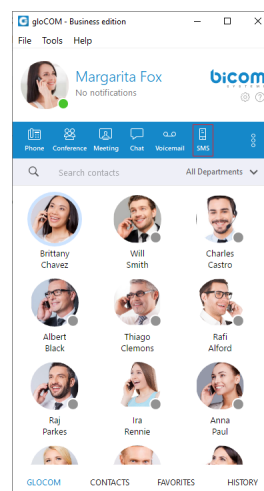 gloCOM - Business edition
File Tools Help
Margarita Fox
No notifications
bicom
SYSTEMS
Phone Conference Meeting Chat Voicemail SMS
Search contacts All Departments
Brittany Chavez
Will Smith
Charles Castro
Albert Black
Thiago Clemons
Rafi Alford
Raj Parkes
Ira Rennie
Anna Paul
GLOCOM CONTACTS FAVORITES HISTORY